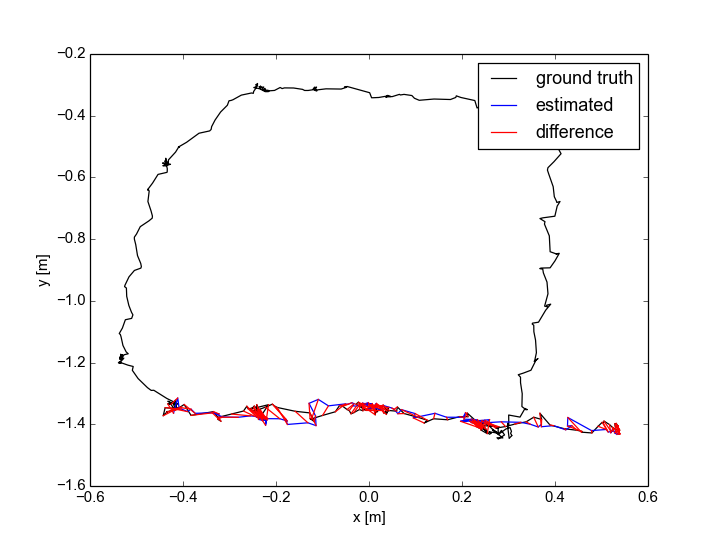 −0.2
ground truth
estimated
difference
−0.4
−0.6
−0.8
−1.0
−1.2
−1.4
−1.6
y [m]
−0.6 −0.4 −0.2 0.0 0.2 0.4 0.6
x [m]